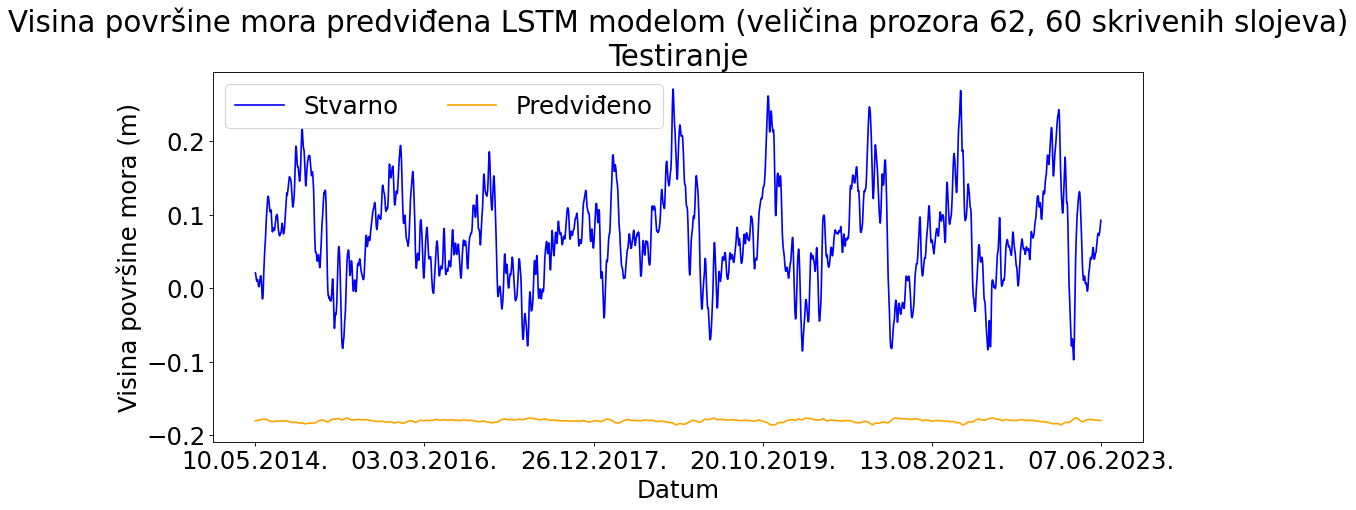 Visina površine mora predviđena LSTM modelom (veličina prozora 62, 60 skrivenih slojeva)
Testiranje
Stvarno Predviđeno
Visina površine mora (m)
0.2
0.1
0.0
−0.1
−0.2
10.05.2014. 03.03.2016. 26.12.2017. 20.10.2019. 13.08.2021. 07.06.2023.
Datum